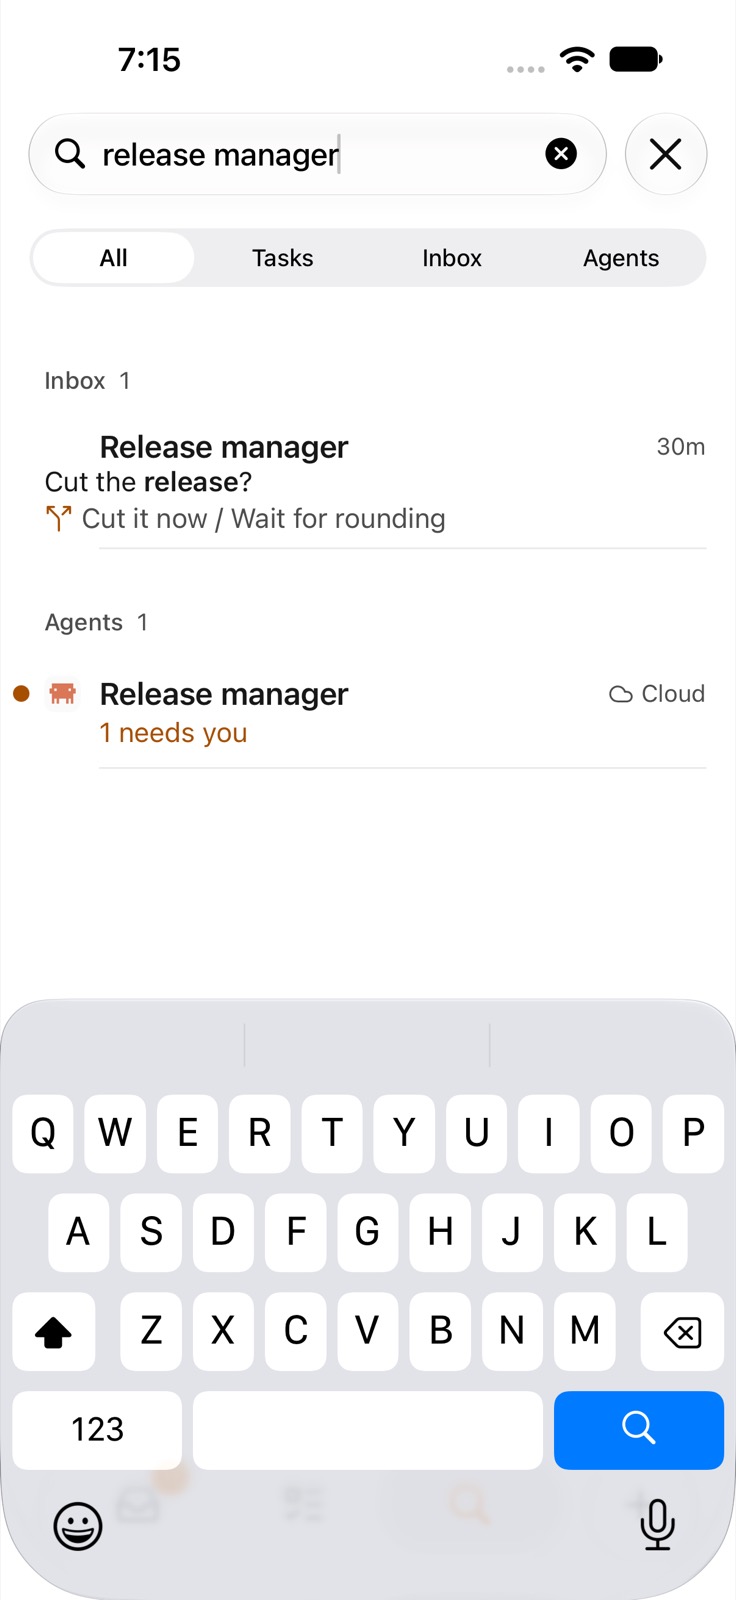 7:15
release manager
All Tasks Inbox Agents
Inbox 1
Release manager 30m
Cut the release?
Cut it now / Wait for rounding
Agents 1
Release manager Cloud
1 needs you
Q W E R T Y U I O P
A S D F G H J K L
Z X C V B N M
123